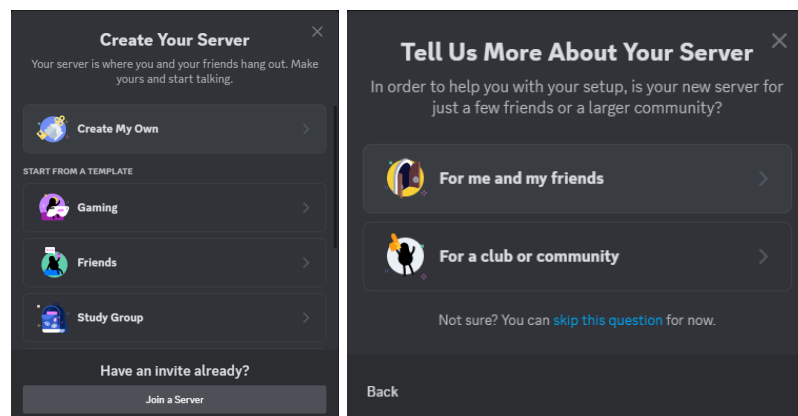 Create Your Server
Your server is where you and your friends hang out. Make
yours and start talking.
Create My Own
START FROM A TEMPLATE
Gaming
Friends
Study Group
Have an invite already?
Join a Server
Tell Us More About Your Server
In order to help you with your setup, is your new server for
just a few friends or a larger community?
For me and my friends
For a club or community
Not sure? You can skip this question for now.
Back